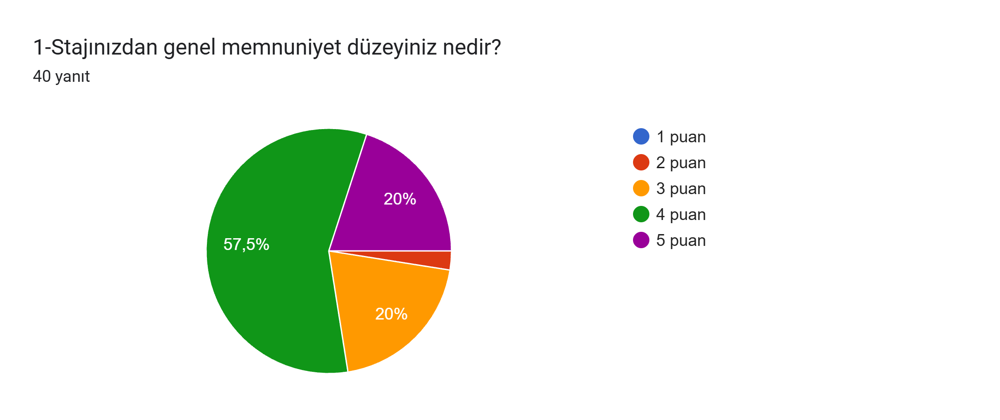 1-Stajınızdan genel memnuniyet düzeyiniz nedir?
40 yanıt
1 puan
2 puan
3 puan
4 puan
5 puan
20%
57,5%
20%